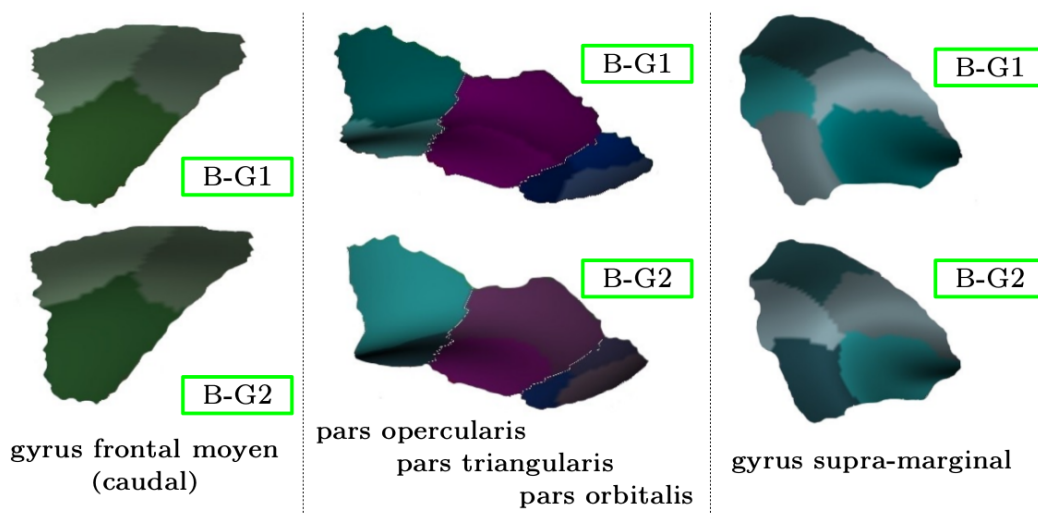 B-G1
B-G2
gyrus frontal moyen
(caudal)
B-G1
B-G2
pars opercularis
pars triangularis
pars orbitalis
B-G1
B-G2
gyrus supra-marginal